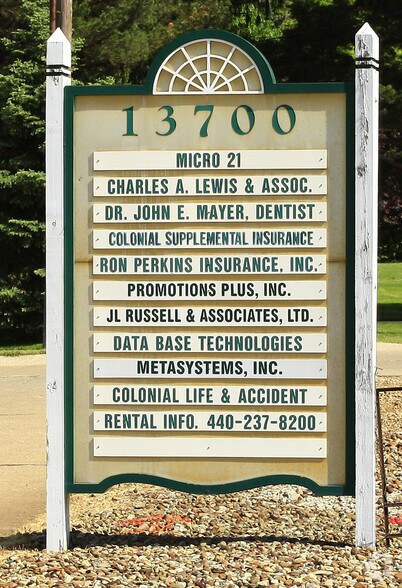 13700
MICRO 21
CHARLES A. LEWIS & ASSOC.
DR. JOHN E. MAYER, DENTIST
COLONIAL SUPPLEMENTAL INSURANCE
RON PERKINS INSURANCE, INC.
PROMOTIONS PLUS, INC.
JL RUSSELL & ASSOCIATES, LTD.
DATA BASE TECHNOLOGIES
METASYSTEMS, INC.
COLONIAL LIFE & ACCIDENT
RENTAL INFO. 440-237-8200